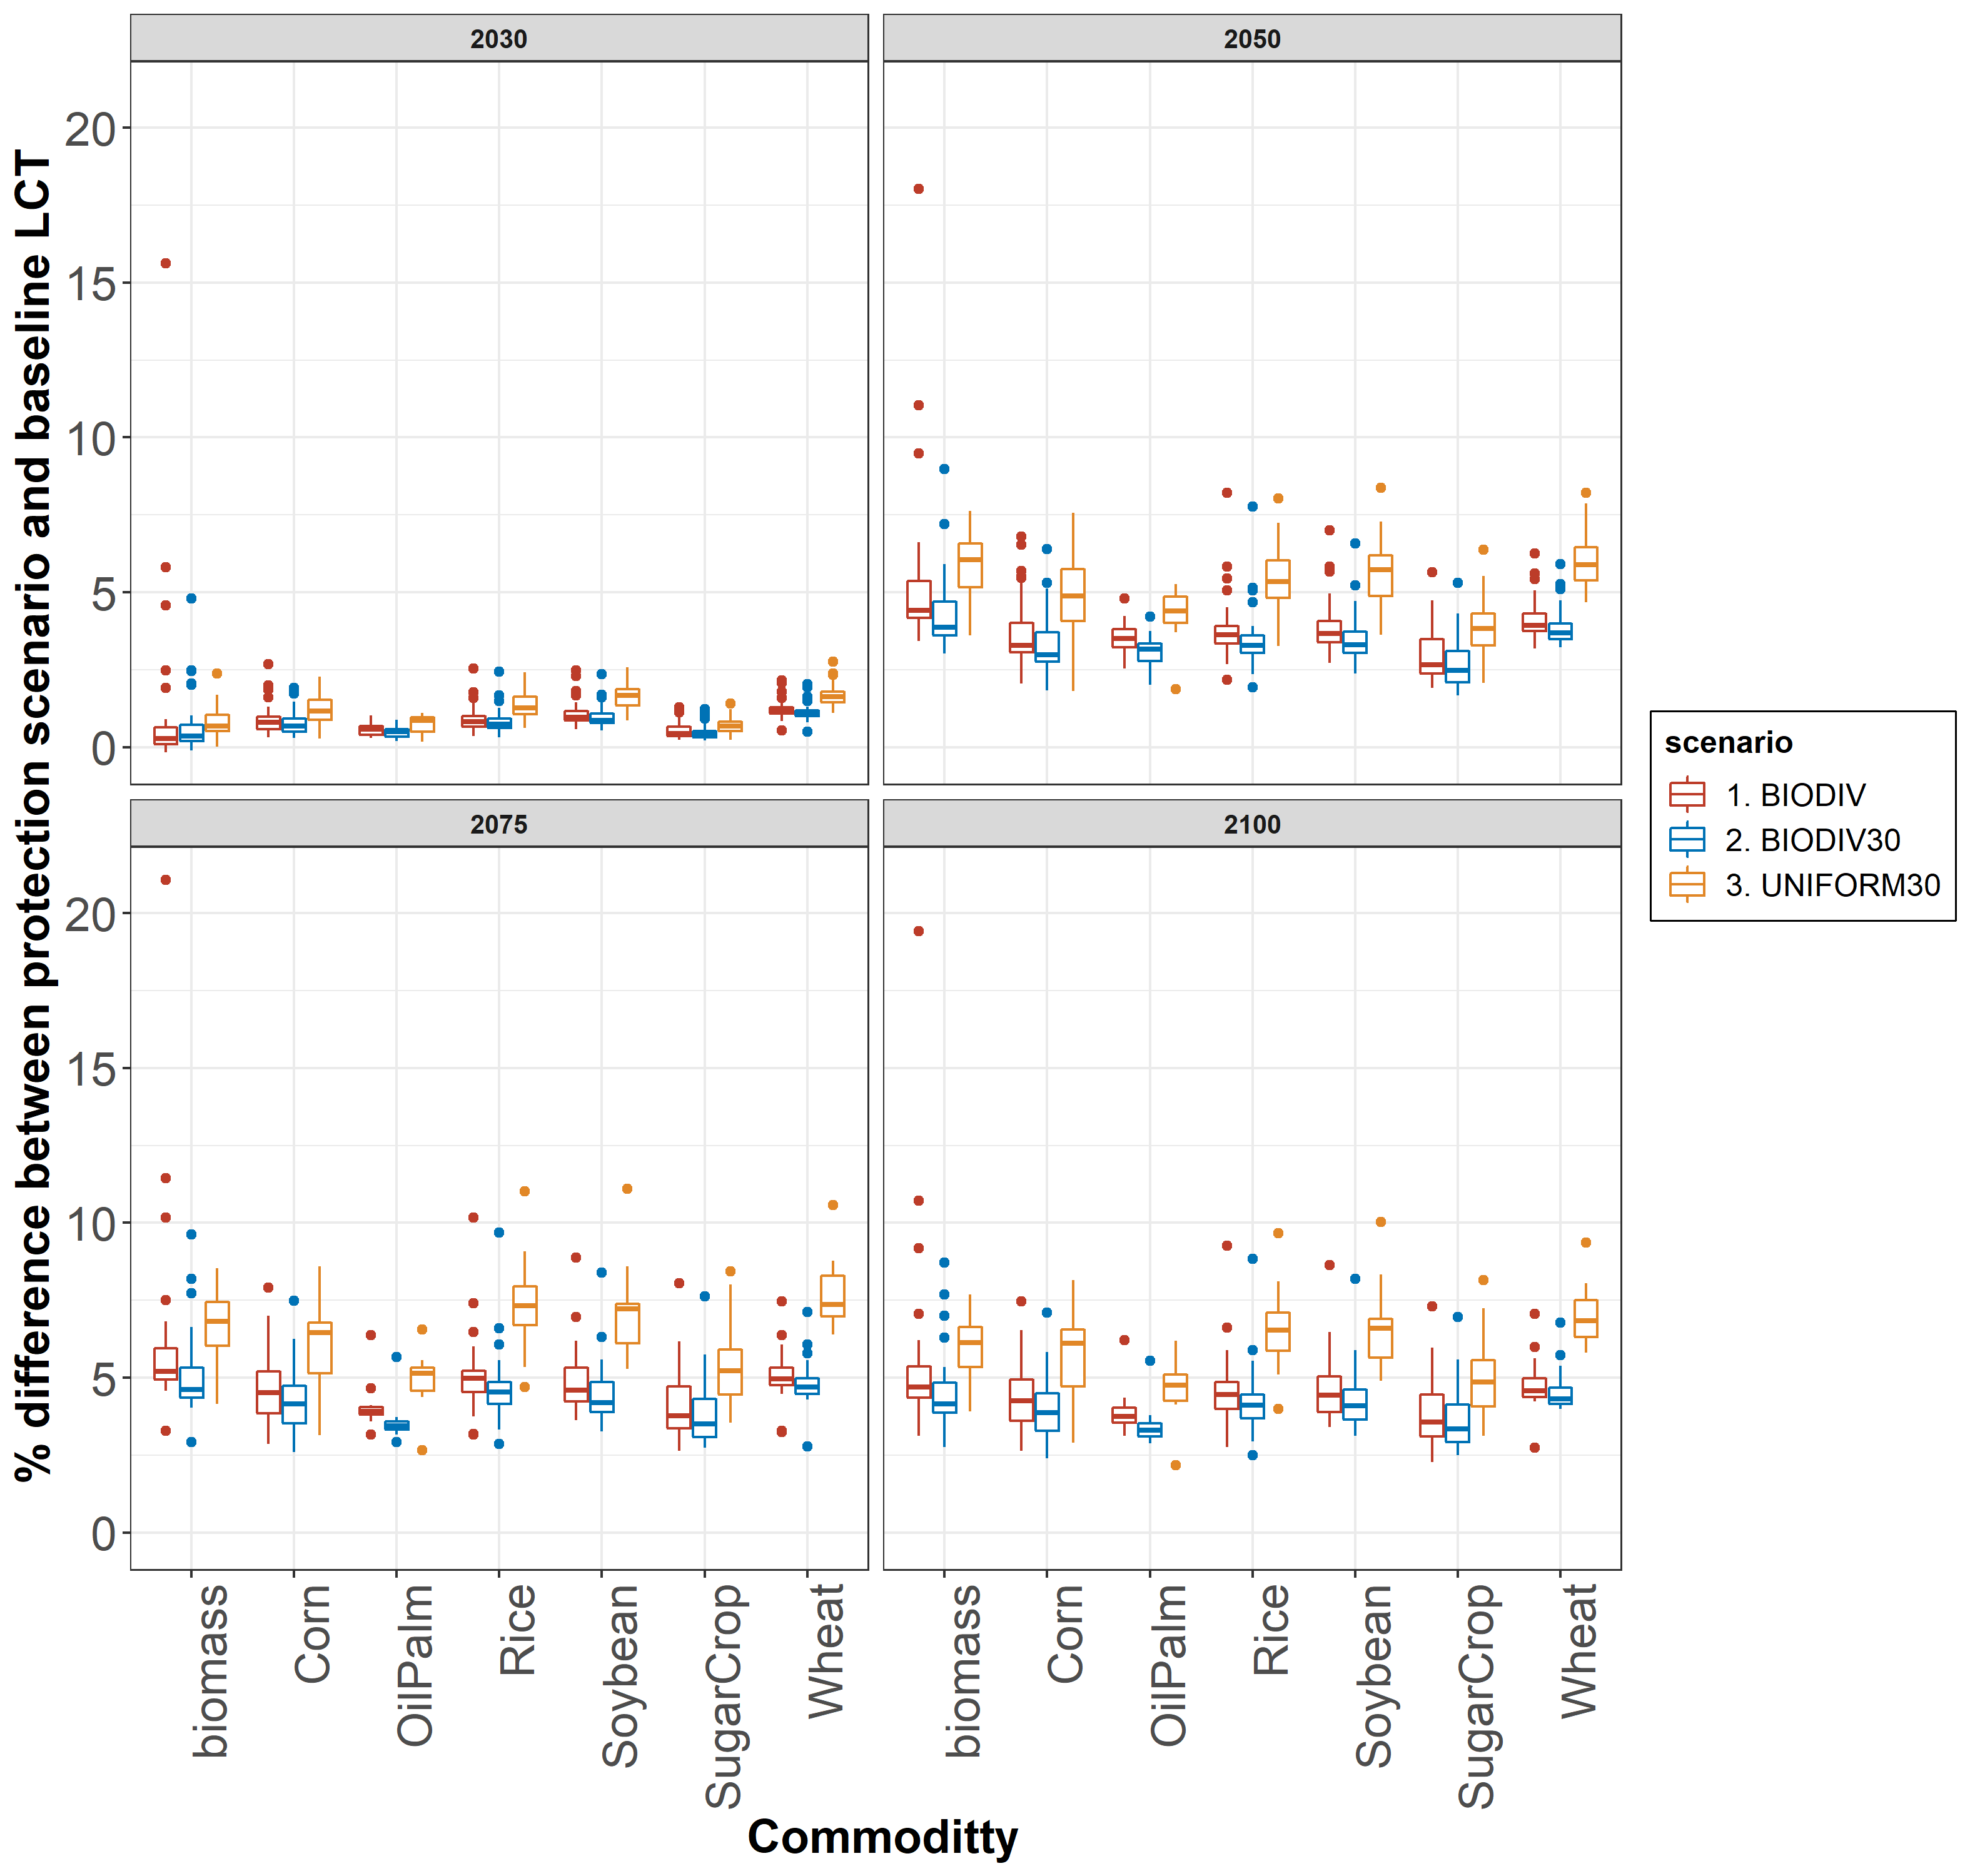 2030
2050
20
15
10
5
0
% difference between protection scenario and baseline LCT
scenario
1. BIODIV
2. BIODIV30
3. UNIFORM30
2075
2100
20
15
10
5
0
biomass
Corn
OilPalm
Rice
Soybean
SugarCrop
Wheat
biomass
Corn
OilPalm
Rice
Soybean
SugarCrop
Wheat
Commoditty